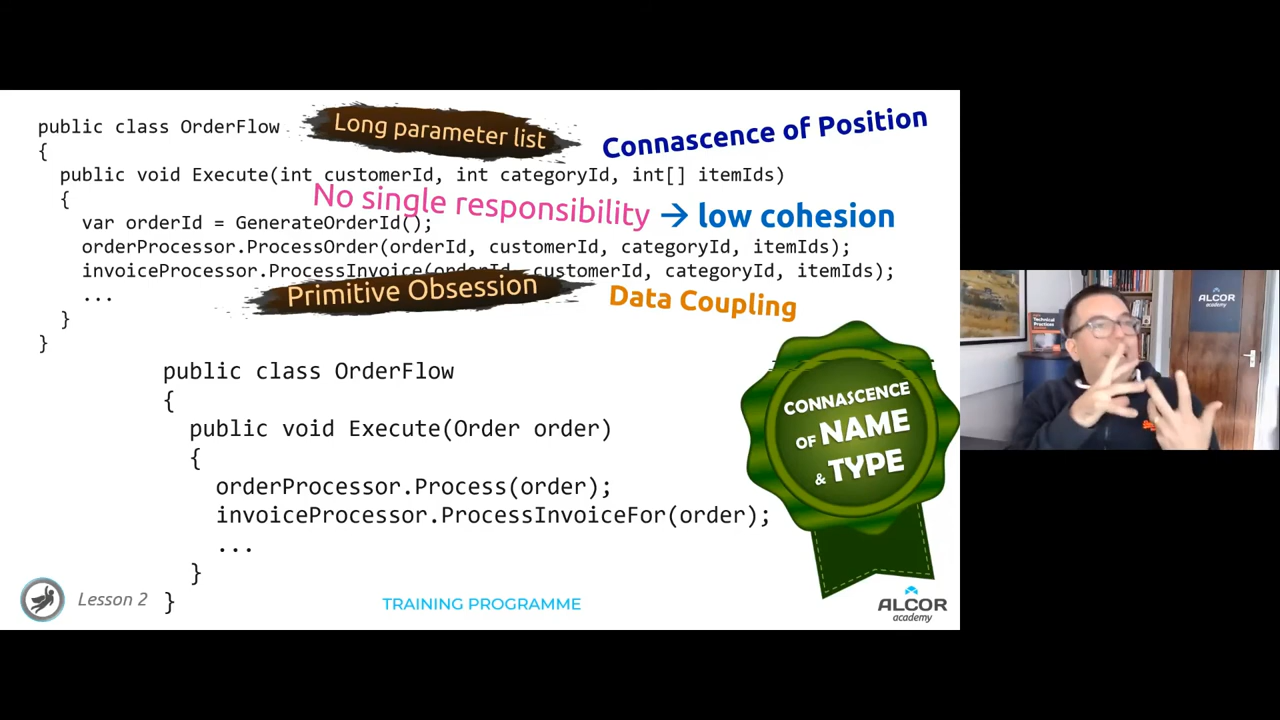 public class OrderFlow
Long parameter list
Connascence of Position
{
public void Execute(int customerId, int categoryId, int[] itemIds)
{
No single responsibility → low cohesion
var orderId = GenerateOrderId();
orderProcessor.ProcessOrder(orderId, customerId, categoryId, itemIds);
invoiceProcessor.ProcessInvoice(orderId, customerId, categoryId, itemIds);
...
Primitive Obsession
Data Coupling
}
}
public class OrderFlow
{
public void Execute(Order order)
{
orderProcessor.Process(order);
invoiceProcessor.ProcessInvoiceFor(order);
...
}
}
CONNASCENCE
OF NAME
& TYPE
Lesson 2
TRAINING PROGRAMME
ALCOR
academy
ALCOR
academy
Technical
Practices